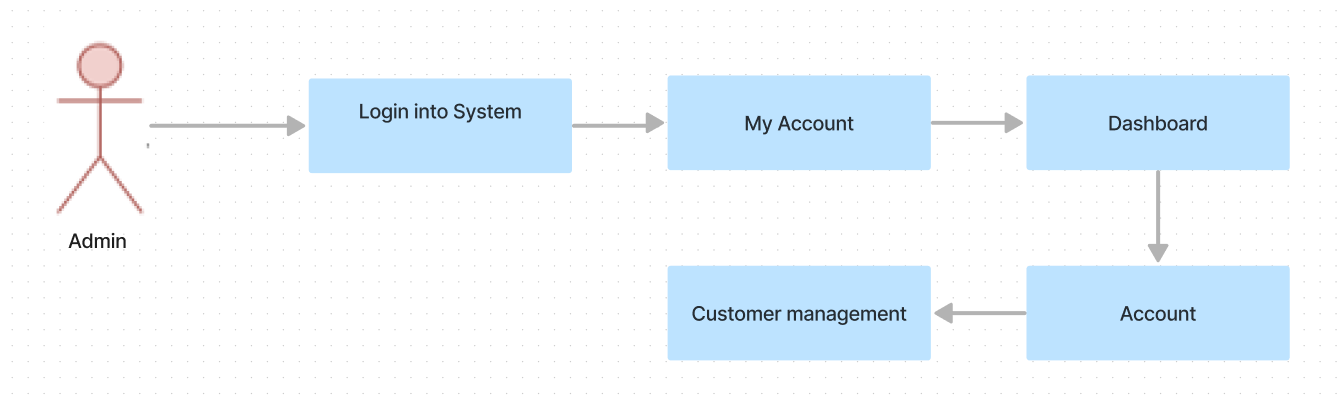 Login into System
My Account
Dashboard
Admin
Customer management
Account